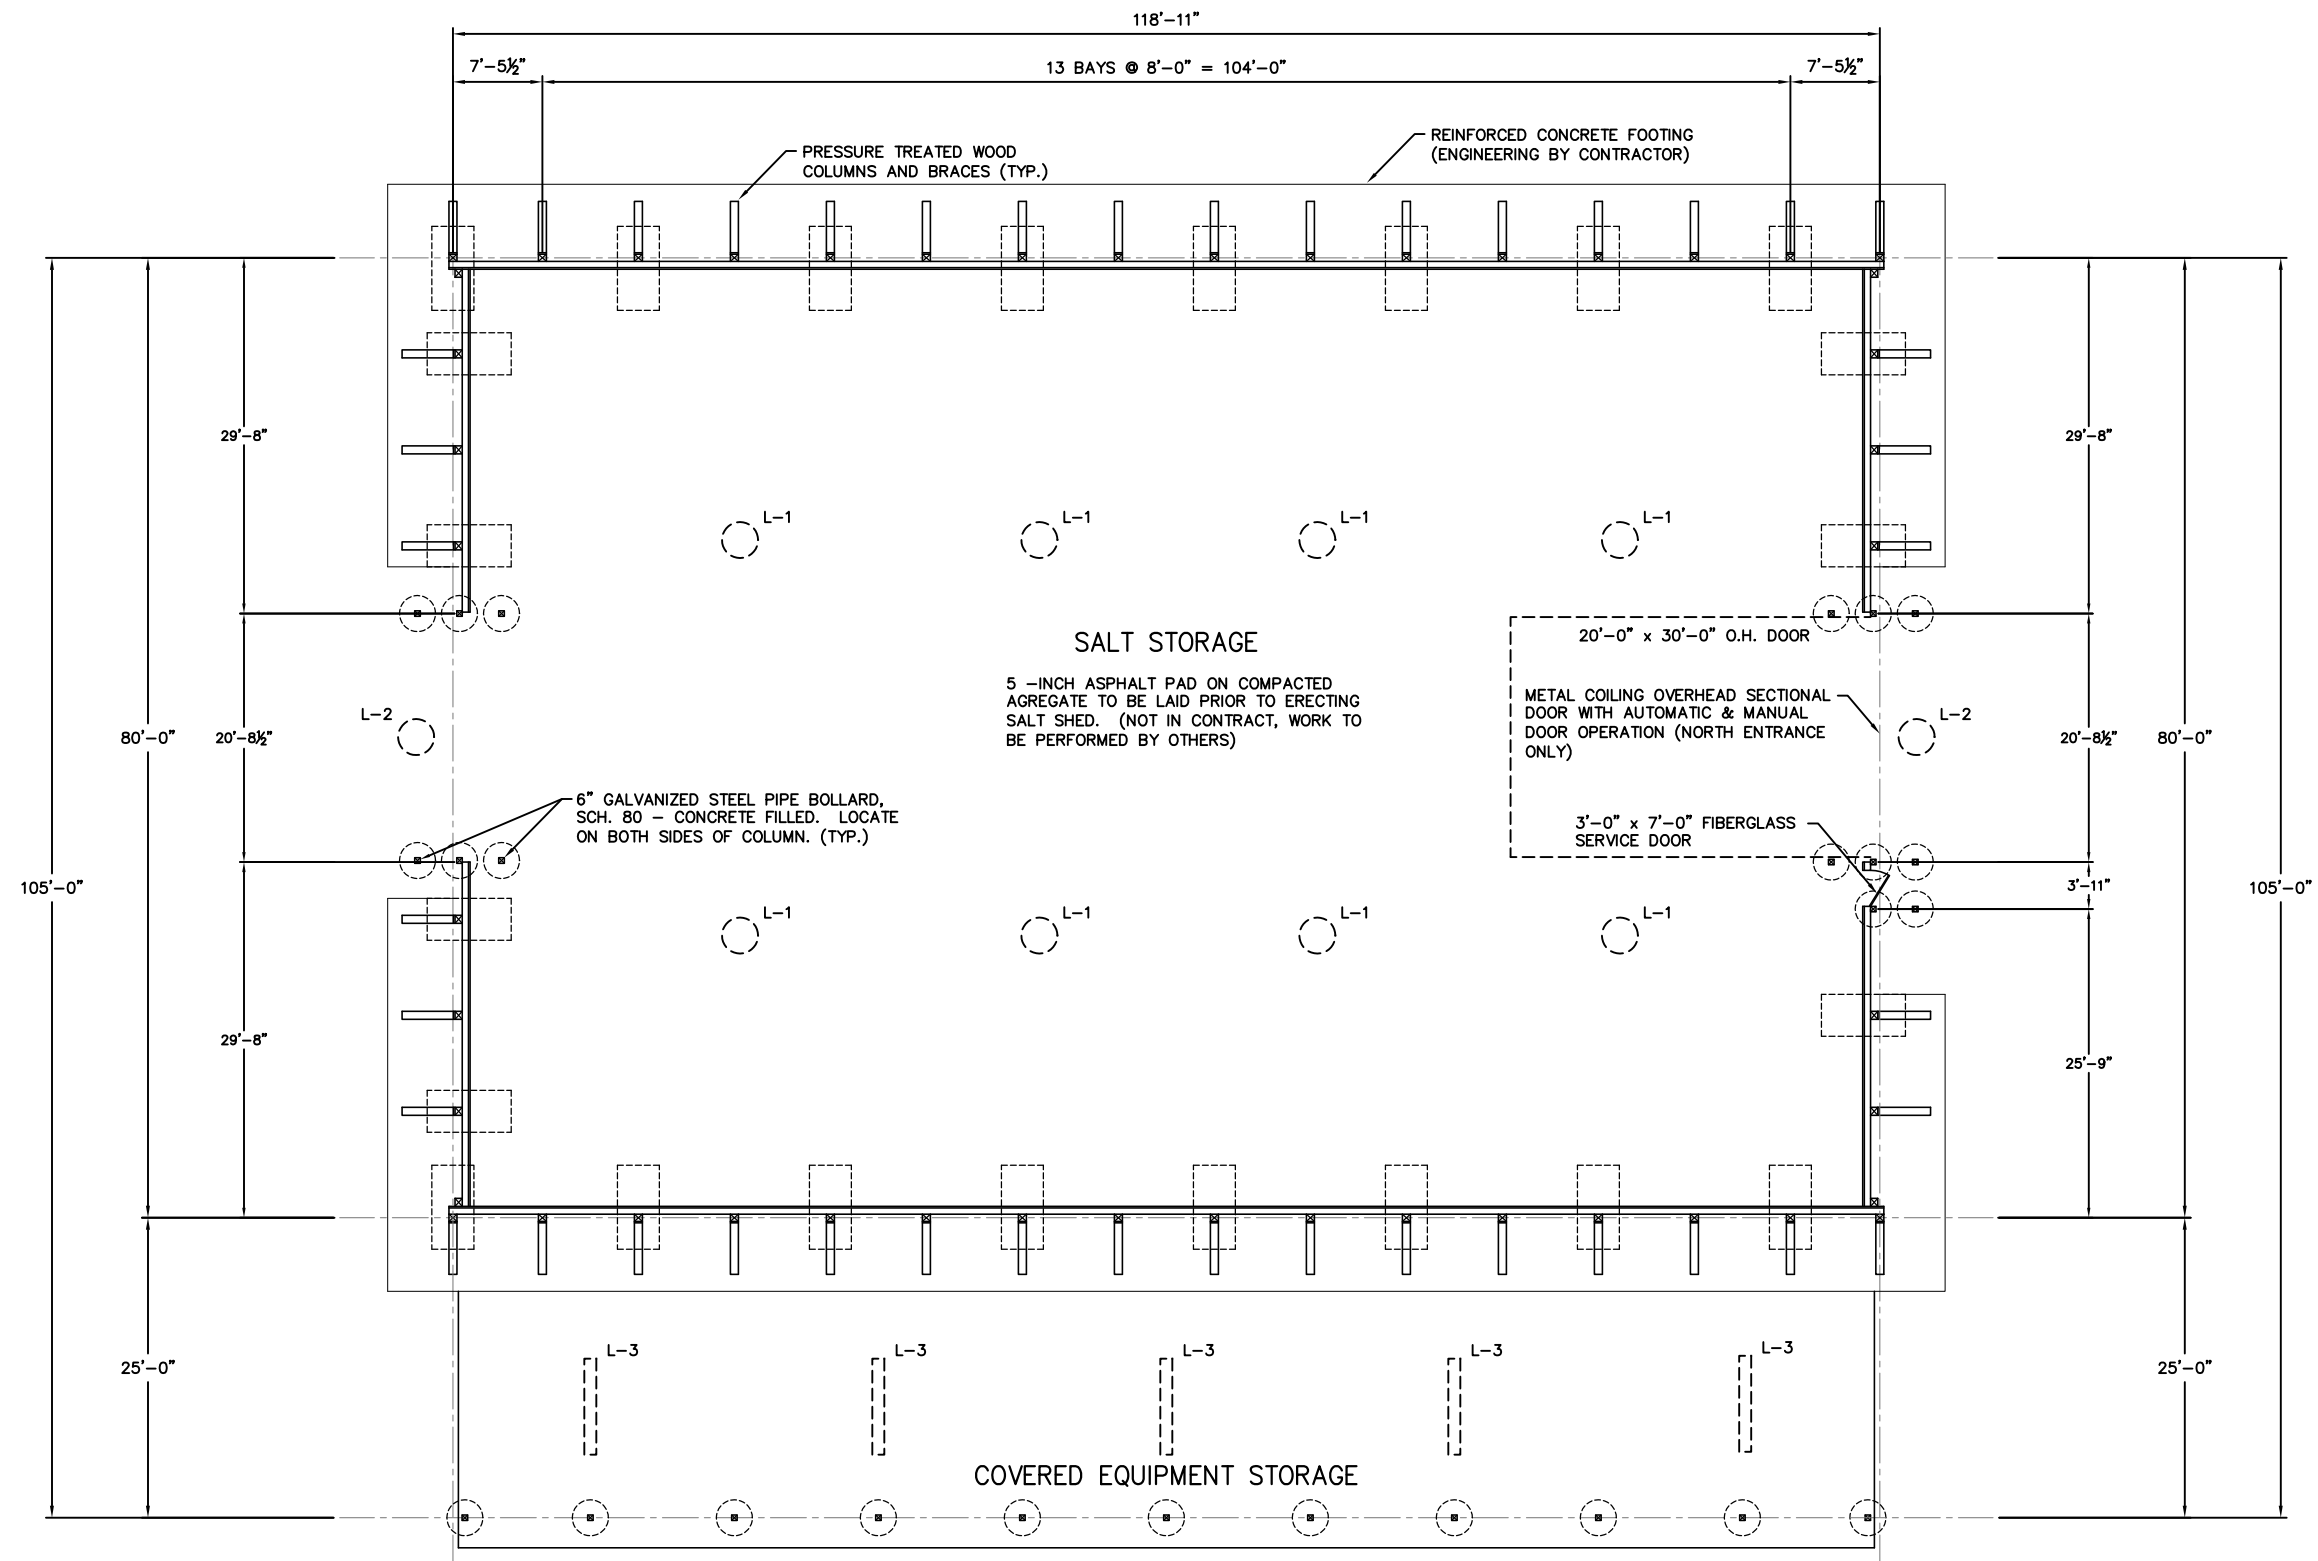 118'-11"
7'-5½"
13 BAYS @ 8'-0" = 104'-0"
7'-5½"
REINFORCED CONCRETE FOOTING
(ENGINEERING BY CONTRACTOR)
PRESSURE TREATED WOOD
COLUMNS AND BRACES (TYP.)
29'-8"
29'-8"
L-1
L-1
L-1
L-1
SALT STORAGE
20'-0" x 30'-0" O.H. DOOR
5 -INCH ASPHALT PAD ON COMPACTED
AGREGATE TO BE LAID PRIOR TO ERECTING
SALT SHED. (NOT IN CONTRACT, WORK TO
BE PERFORMED BY OTHERS)
METAL COILING OVERHEAD SECTIONAL
DOOR WITH AUTOMATIC & MANUAL
DOOR OPERATION (NORTH ENTRANCE
ONLY)
L-2
L-2
80'-0"
20'-8½"
20'-8½"
80'-0"
6" GALVANIZED STEEL PIPE BOLLARD,
SCH. 80 - CONCRETE FILLED. LOCATE
ON BOTH SIDES OF COLUMN. (TYP.)
3'-0" x 7'-0" FIBERGLASS
SERVICE DOOR
105'-0"
3'-11"
105'-0"
L-1
L-1
L-1
L-1
29'-8"
25'-9"
L-3
L-3
L-3
L-3
L-3
25'-0"
25'-0"
COVERED EQUIPMENT STORAGE